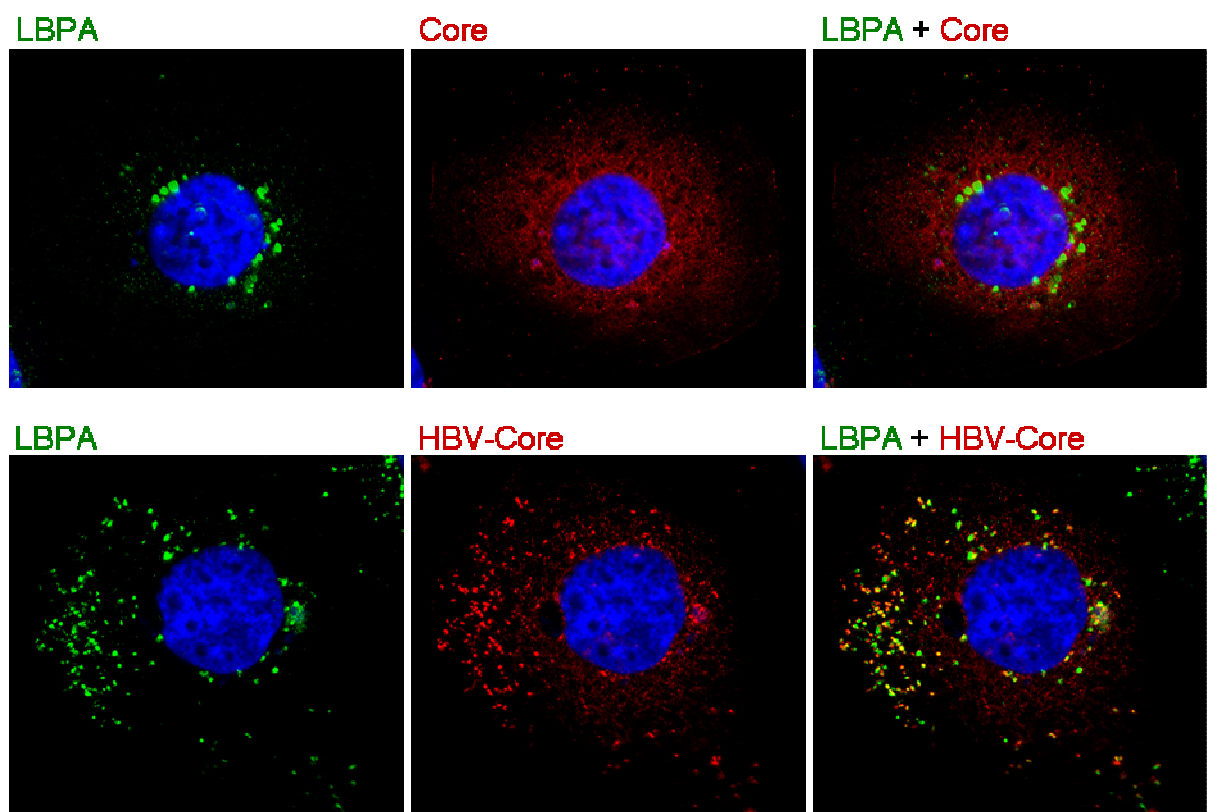 LBPA
Core
LBPA + Core
LBPA
HBV-Core
LBPA + HBV-Core